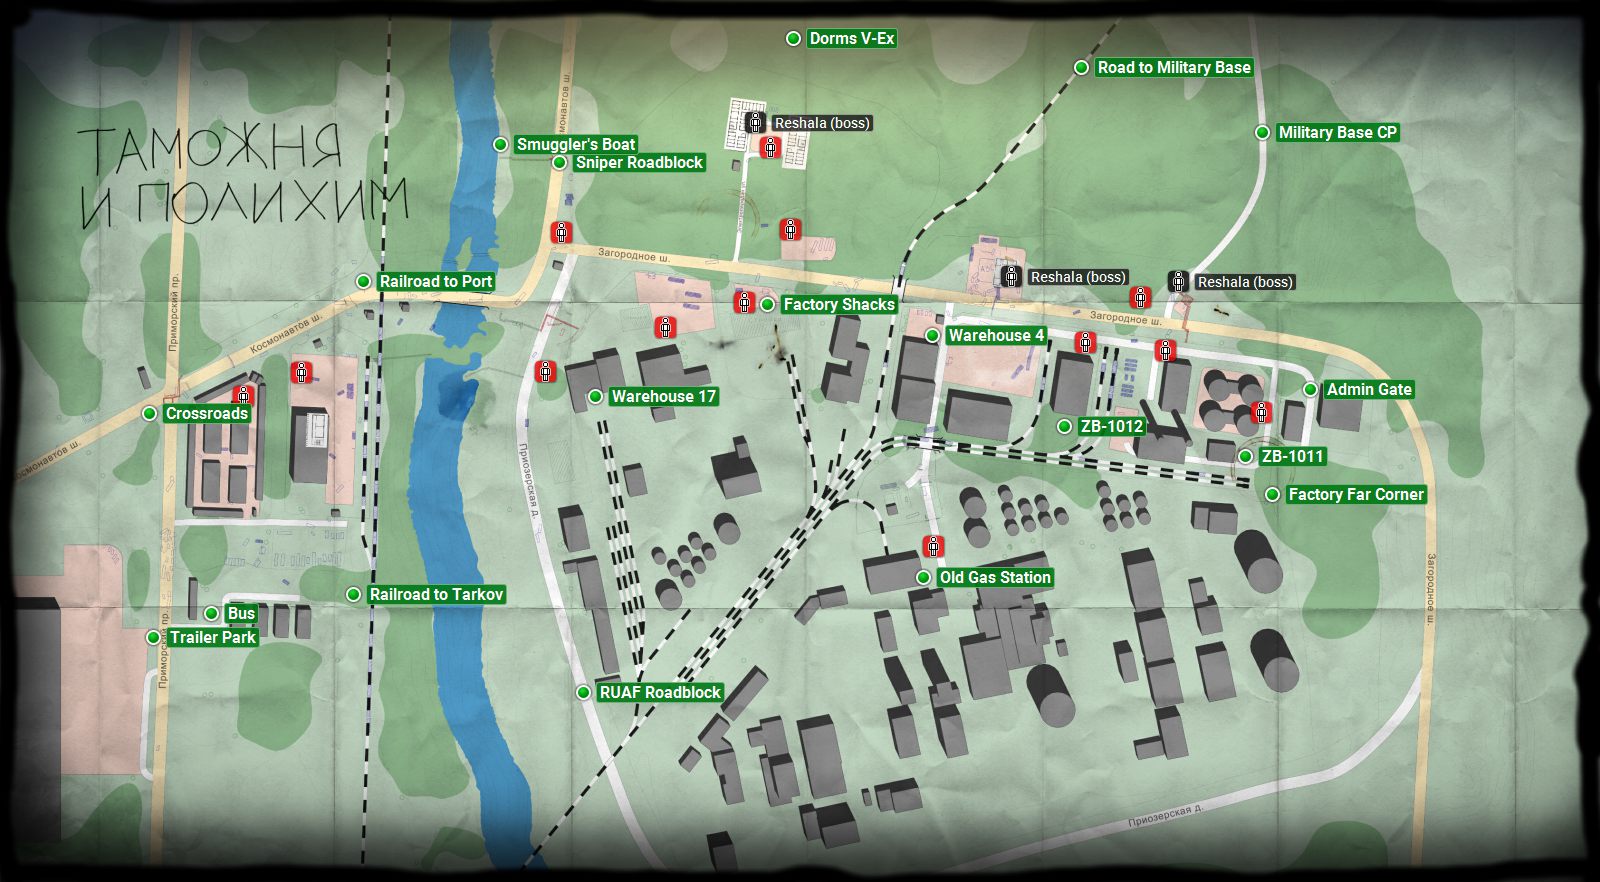 Dorms V-Ex
Road to Military Base
Reshala (boss)
Military Base CP
ТАМОЖНЯ
И ПОЛИХИМ
Smuggler's Boat
Sniper Roadblock
Загородное ш.
Railroad to Port
Reshala (boss)
Reshala (boss)
Factory Shacks
Приморский пр.
Космонавтов ш.
Загородное ш.
Warehouse 4
Warehouse 17
Admin Gate
Crossroads
ZB-1012
Космонавтов ш.
ZB-1011
Приозерская д.
Factory Far Corner
Old Gas Station
Railroad to Tarkov
Загородное ш.
Bus
Trailer Park
Приморский пр.
RUAF Roadblock
Приозерская д.